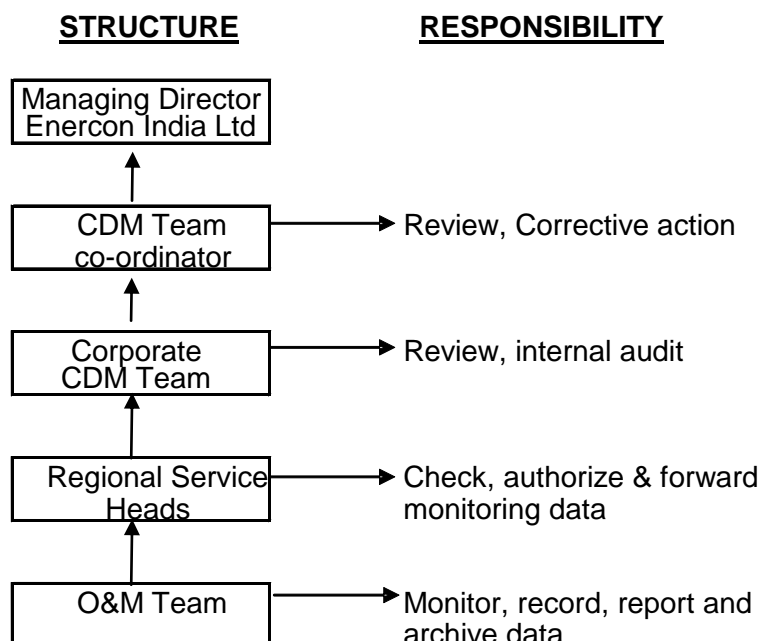 STRUCTURE RESPONSIBILITY
Managing Director
Enercon India Ltd
CDM Team
co-ordinator
Review, Corrective action
Corporate
CDM Team
Review, internal audit
Regional Service
Heads
Check, authorize & forward
monitoring data
O&M Team
Monitor, record, report and
archive data